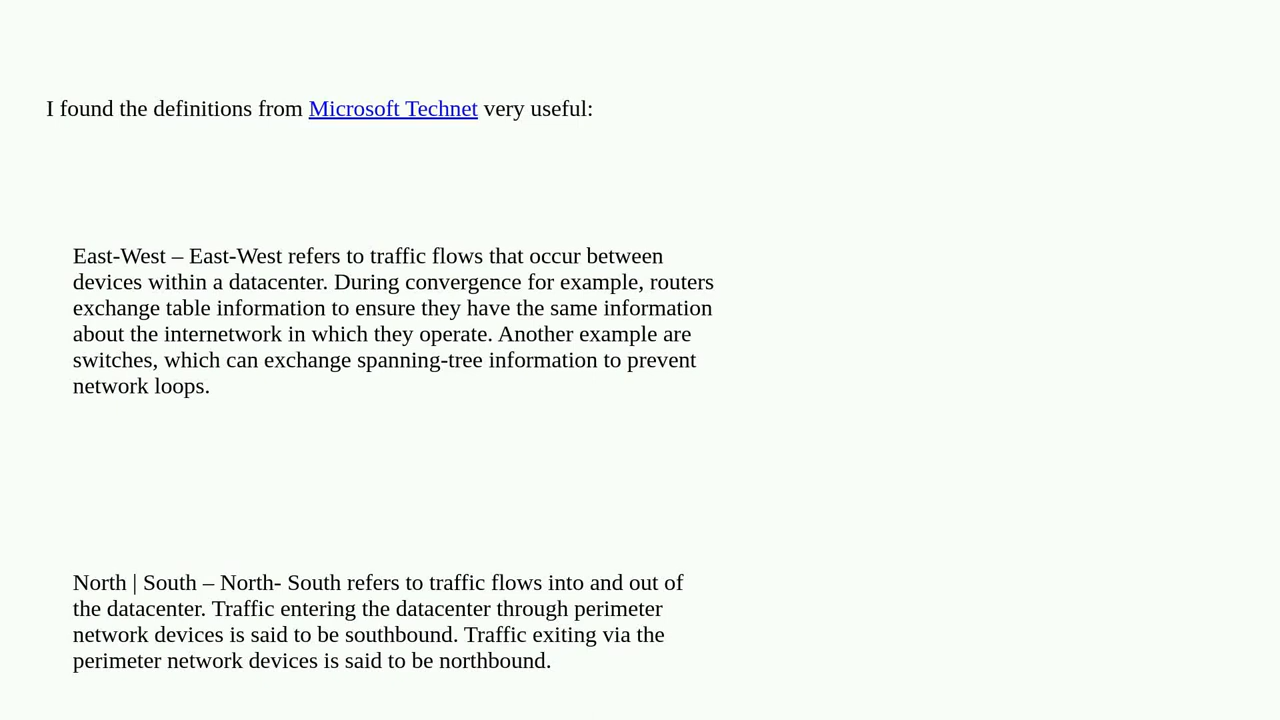 I found the definitions from Microsoft Technet very useful:
East-West – East-West refers to traffic flows that occur between
devices within a datacenter. During convergence for example, routers
exchange table information to ensure they have the same information
about the internetwork in which they operate. Another example are
switches, which can exchange spanning-tree information to prevent
network loops.
North | South – North- South refers to traffic flows into and out of
the datacenter. Traffic entering the datacenter through perimeter
network devices is said to be southbound. Traffic exiting via the
perimeter network devices is said to be northbound.